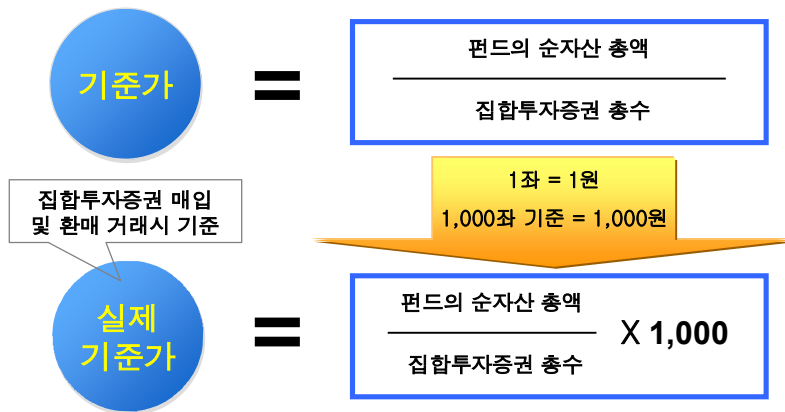 기준가
=
펀드의 순자산 총액
집합투자증권 총수
1좌 = 1원
1,000좌 기준 = 1,000원
집합투자증권 매입
및 환매 거래시 기준
실제
기준가
=
펀드의 순자산 총액
집합투자증권 총수
X 1,000